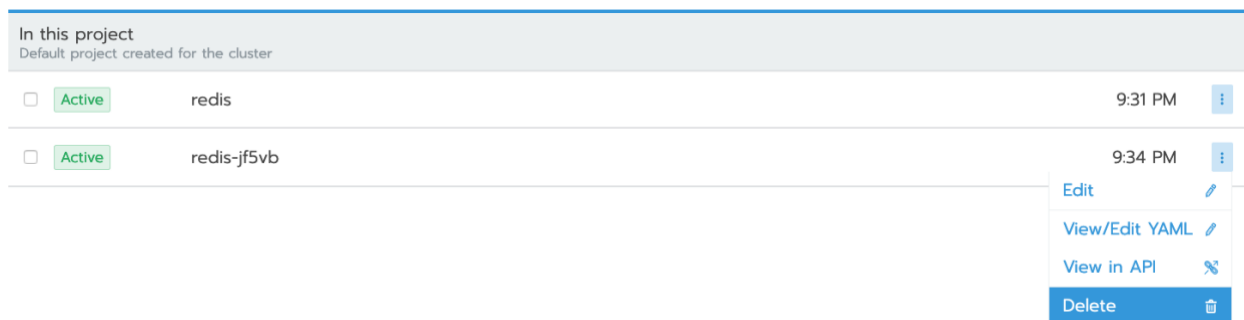 In this project
Default project created for the cluster
Active redis 9:31 PM
Active redis-jf5vb 9:34 PM
Edit
View/Edit YAML
View in API
Delete